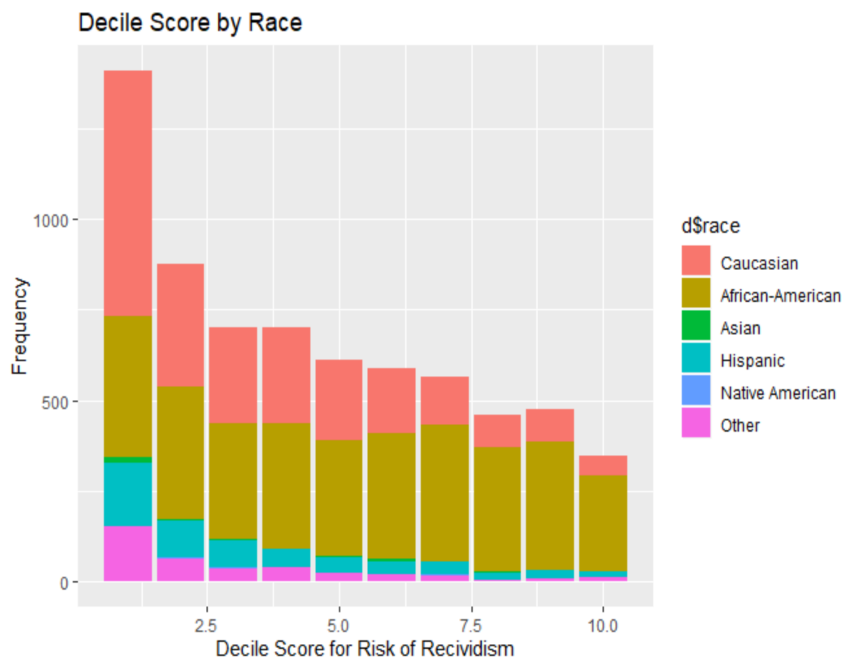 Decile Score by Race
Frequency
1000
500
0
2.5 5.0 7.5 10.0
Decile Score for Risk of Recividism
d$race
Caucasian
African-American
Asian
Hispanic
Native American
Other